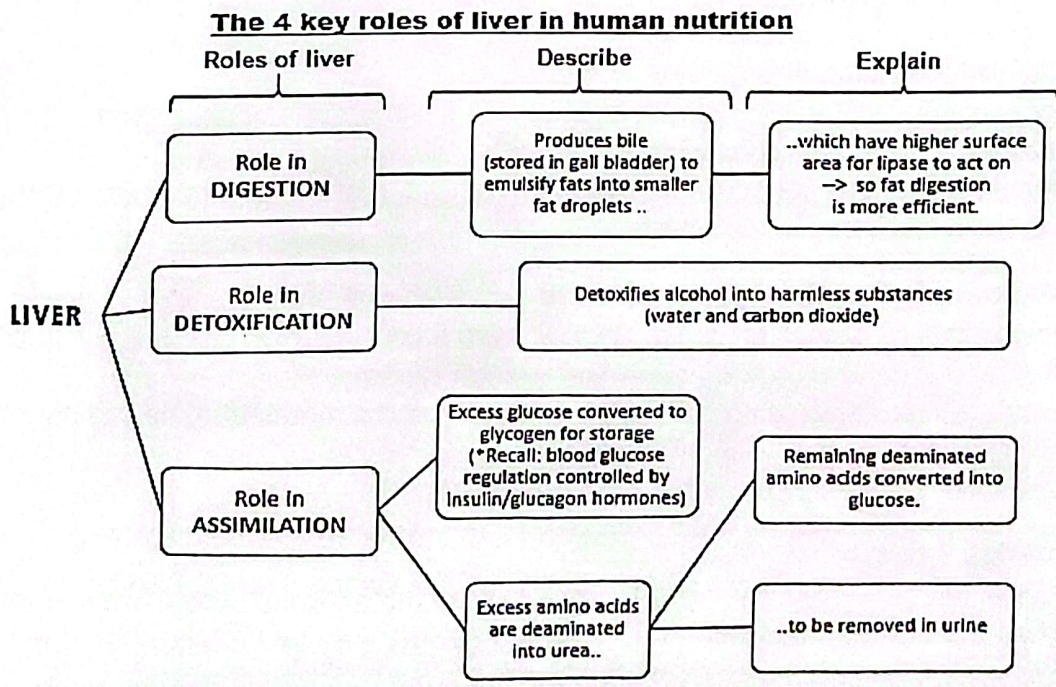 The 4 key roles of liver in human nutrition
Roles of liver
Describe
Explain
Role in
DIGESTION
Produces bile
(stored in gall bladder) to
emulsify fats into smaller
fat droplets ..
..which have higher surface
area for lipase to act on
—> so fat digestion
is more efficient.
LIVER
Role in
DETOXIFICATION
Detoxifies alcohol into harmless substances
(water and carbon dioxide)
Role in
ASSIMILATION
Excess glucose converted to
glycogen for storage
(*Recall: blood glucose
regulation controlled by
insulin/glucagon hormones)
Remaining deaminated
amino acids converted into
glucose.
Excess amino acids
are deaminated
into urea..
..to be removed in urine